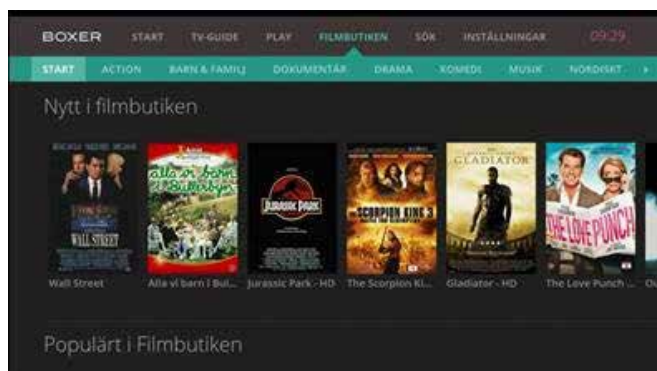 BOXER START TV-GUIDE PLAY FILMBUTIKEN SÖK INSTÄLLNINGAR 09:29
START ACTION BARN & FAMILJ DOKUMENTÄR DRAMA KOMEDI MUSIK NORDISKT
Nytt i filmbutiken
WALL STREET
alla vi barn i Bullerbyn
JURASSIC PARK
THE SCORPION KING 3
GLADIATOR
THE LOVE PUNCH
Wall Street
Alla vi barn i Bul...
Jurassic Park - HD
The Scorpion Ki...
Gladiator - HD
The Love Punch ...
Populärt i Filmbutiken